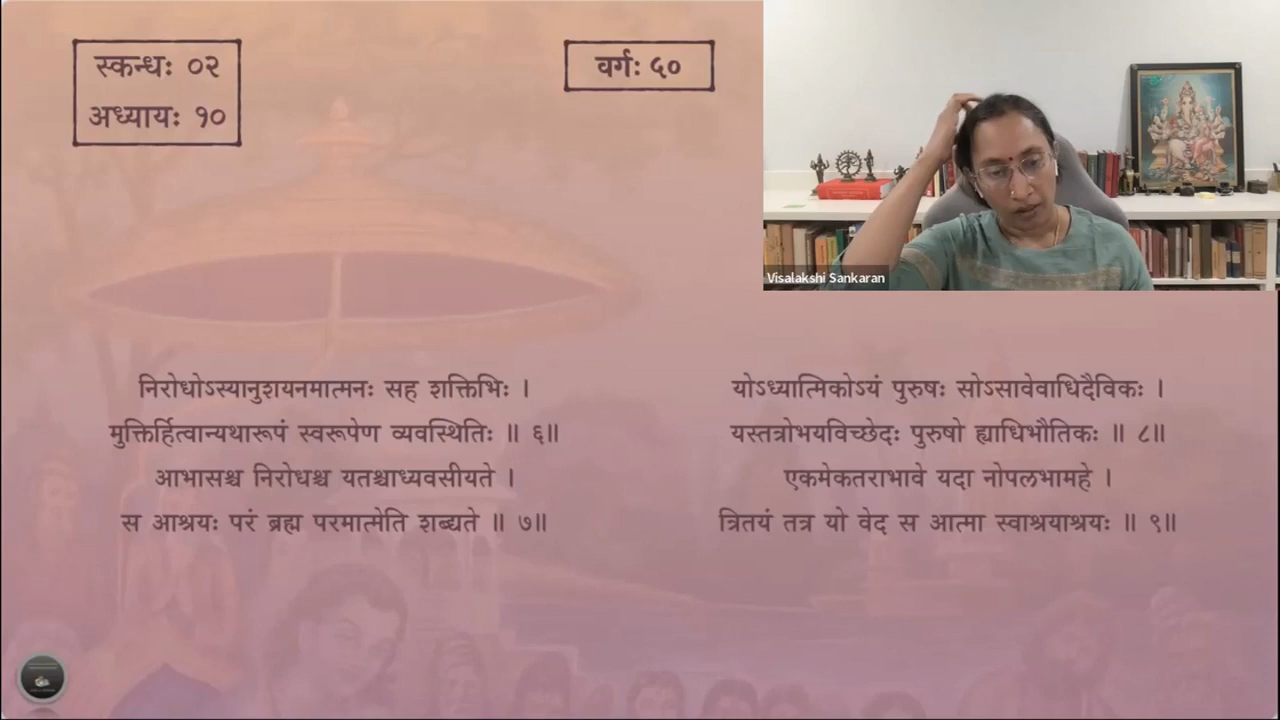 स्कन्धः ०२
अध्यायः १०
वर्गः ५०
Visalakshi Sankaran
निरोधोऽस्यानुशयनमात्मनः सह शक्तिभिः ।
मुक्तिर्हित्वान्यथारूपं स्वरूपेण व्यवस्थितिः ॥ ६॥
आभासश्च निरोधश्च यतश्चाध्यवसीयते ।
स आश्रयः परं ब्रह्म परमात्मेति शब्द्यते ॥ ७॥
योऽध्यात्मिकोऽयं पुरुषः सोऽसावेवाधिदैविकः ।
यस्तत्रोभयविच्छेदः पुरुषो ह्याधिभौतिकः ॥ ८॥
एकमेकतराभावे यदा नोपलभामहे ।
त्रितयं तत्र यो वेद स आत्मा स्वाश्रयाश्रयः ॥ ९॥